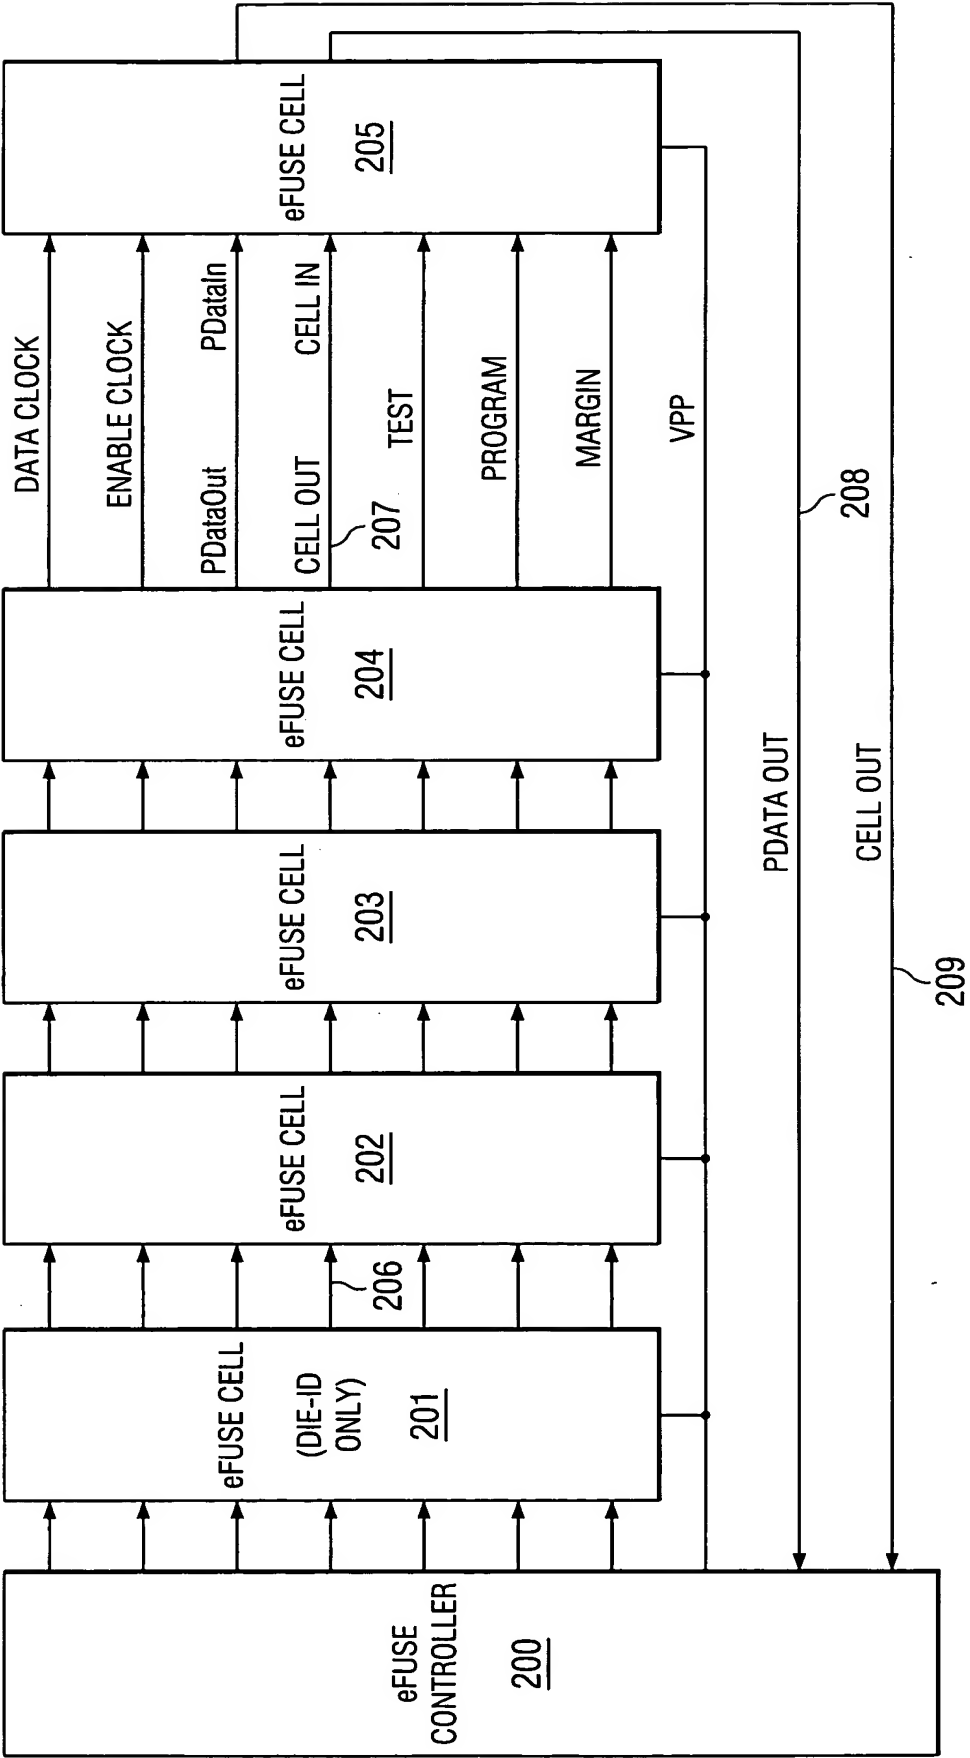 eFUSE
CONTROLLER
200
eFUSE CELL
(DIE-ID
ONLY)
201
206
eFUSE CELL
202
eFUSE CELL
203
eFUSE CELL
204
DATA CLOCK
ENABLE CLOCK
PDataOut PDataIn
CELL OUT CELL IN
207
TEST
PROGRAM
MARGIN
VPP
eFUSE CELL
205
PDATA OUT
208
CELL OUT
209